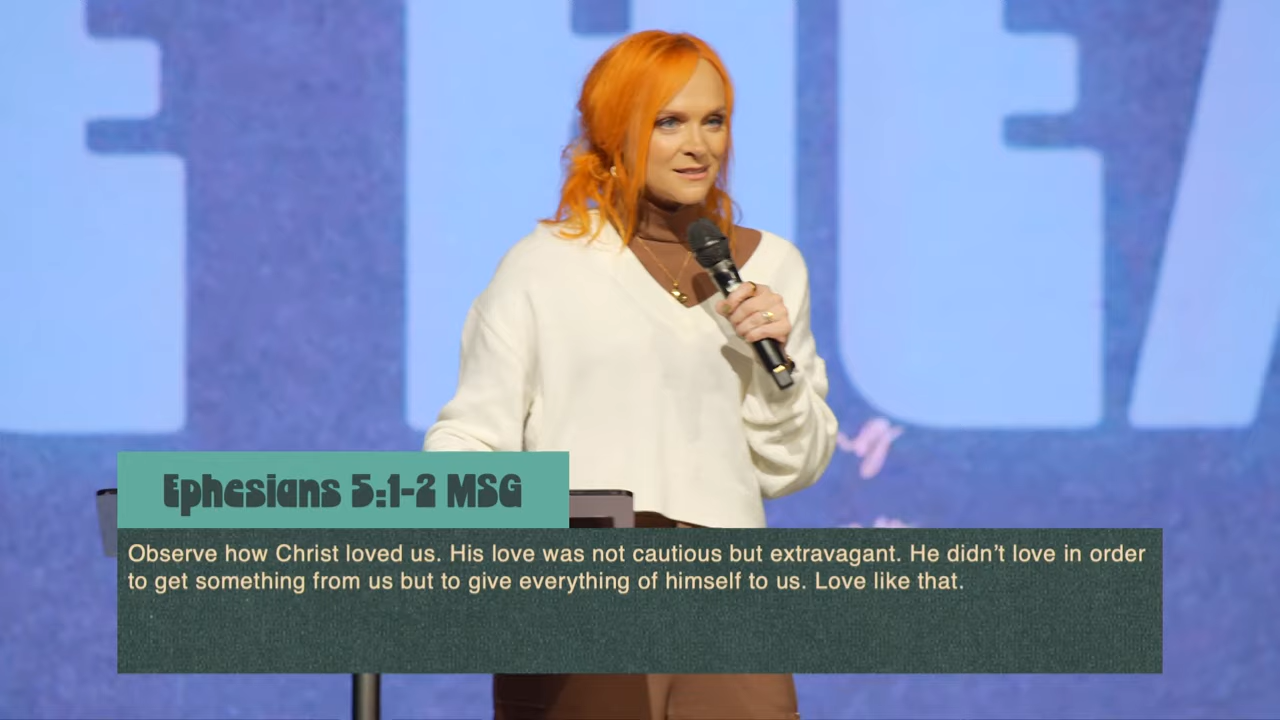 Ephesians 5:1-2 MSG
Observe how Christ loved us. His love was not cautious but extravagant. He didn’t love in order
to get something from us but to give everything of himself to us. Love like that.